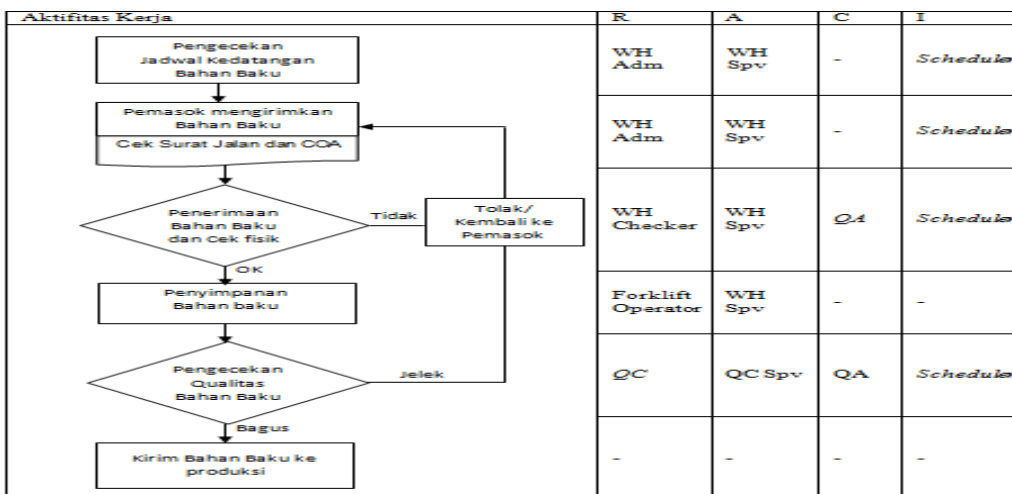 Aktifitas Kerja R A C I
Pengecekan
Jadwal Kedatangan
Bahan Baku
WH
Adm
WH
Spv
-
Schedule
Pemasok mengirimkan
Bahan Baku
Cek Surat Jalan dan COA
WH
Adm
WH
Spv
-
Schedule
Penerimaan
Bahan Baku
dan Cek fisik
Tidak
Tolak/
Kembali ke
Pemasok
OK
WH
Checker
WH
Spv
QA
Schedule
Penyimpanan
Bahan baku
Forklift
Operator
WH
Spv
-
-
Pengecekan
Qualitas
Bahan Baku
Jelek
Bagus
QC
QC Spv
QA
Schedule
Kirim Bahan Baku ke
produksi
-
-
-
-